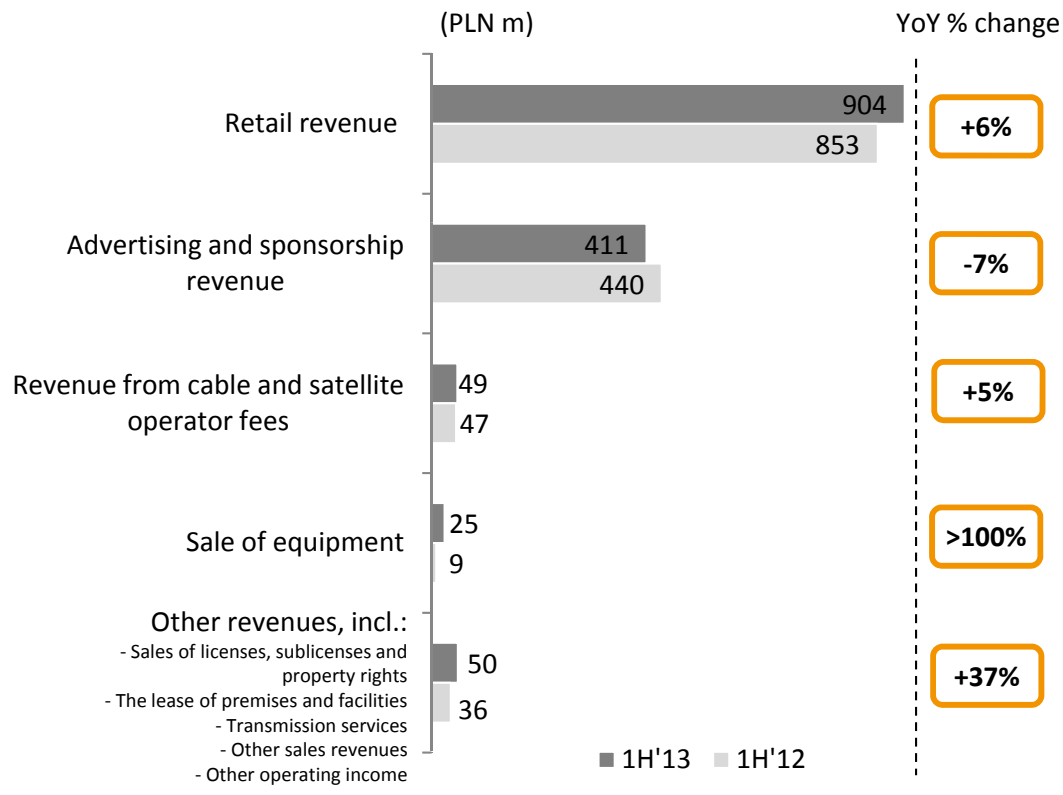 (PLN m)
YoY % change
Retail revenue
904
853
+6%
Advertising and sponsorship
revenue
411
440
-7%
Revenue from cable and satellite
operator fees
49
47
+5%
Sale of equipment
25
9
>100%
Other revenues, incl.:
- Sales of licenses, sublicenses and
property rights
- The lease of premises and facilities
- Transmission services
- Other sales revenues
- Other operating income
50
36
+37%
1H'13 1H'12